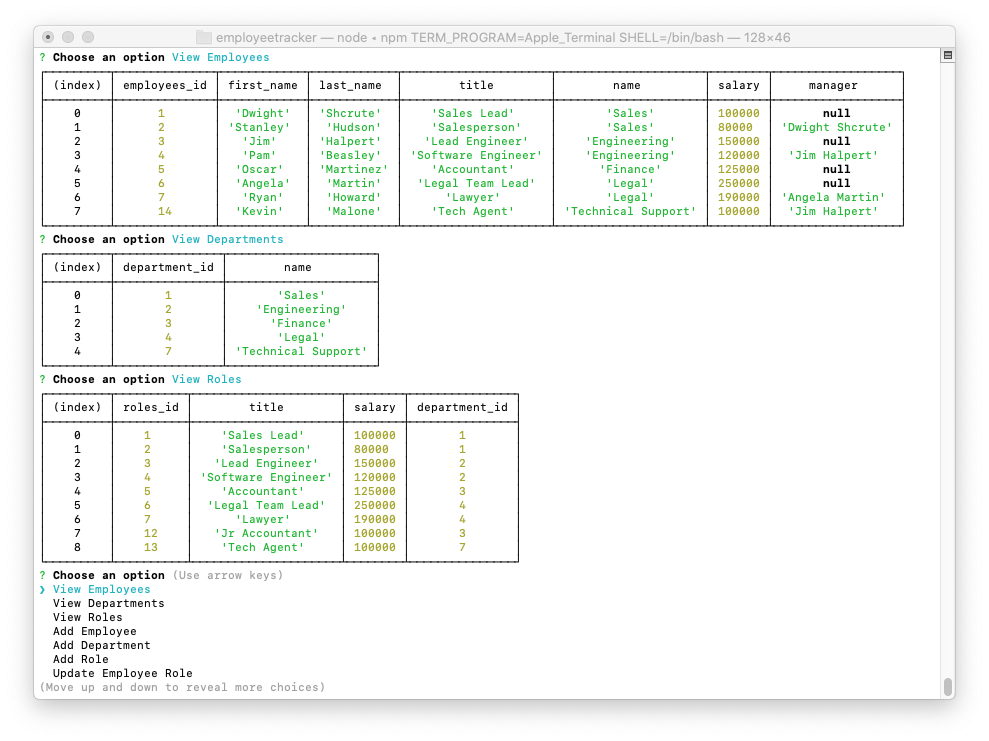 employeetracker — node ◂ npm TERM_PROGRAM=Apple_Terminal SHELL=/bin/bash — 128×46
? Choose an option View Employees
(index) employees_id first_name last_name title name salary manager
0 1 'Dwight' 'Shcrute' 'Sales Lead' 'Sales' 100000 null
1 2 'Stanley' 'Hudson' 'Salesperson' 'Sales' 80000 'Dwight Shcrute'
2 3 'Jim' 'Halpert' 'Lead Engineer' 'Engineering' 150000 null
3 4 'Pam' 'Beasley' 'Software Engineer' 'Engineering' 120000 'Jim Halpert'
4 5 'Oscar' 'Martinez' 'Accountant' 'Finance' 125000 null
5 6 'Angela' 'Martin' 'Legal Team Lead' 'Legal' 250000 null
6 7 'Ryan' 'Howard' 'Lawyer' 'Legal' 190000 'Angela Martin'
7 14 'Kevin' 'Malone' 'Tech Agent' 'Technical Support' 100000 'Jim Halpert'
? Choose an option View Departments
(index) department_id name
0 1 'Sales'
1 2 'Engineering'
2 3 'Finance'
3 4 'Legal'
4 7 'Technical Support'
? Choose an option View Roles
(index) roles_id title salary department_id
0 1 'Sales Lead' 100000 1
1 2 'Salesperson' 80000 1
2 3 'Lead Engineer' 150000 2
3 4 'Software Engineer' 120000 2
4 5 'Accountant' 125000 3
5 6 'Legal Team Lead' 250000 4
6 7 'Lawyer' 190000 4
7 12 'Jr Accountant' 100000 3
8 13 'Tech Agent' 100000 7
? Choose an option (Use arrow keys)
❯ View Employees
View Departments
View Roles
Add Employee
Add Department
Add Role
Update Employee Role
(Move up and down to reveal more choices)